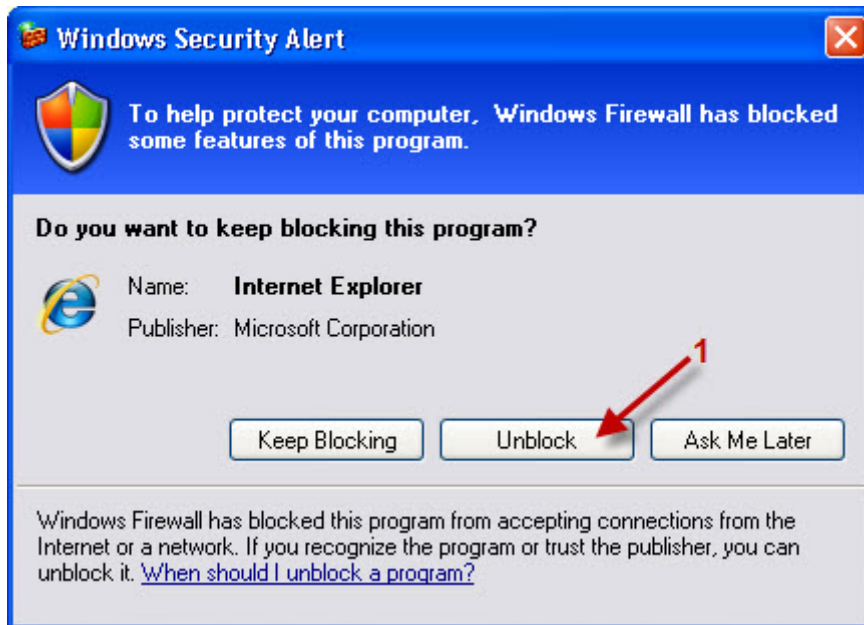 Windows Security Alert
To help protect your computer, Windows Firewall has blocked
some features of this program.
Do you want to keep blocking this program?
Name: Internet Explorer
Publisher: Microsoft Corporation
1
Keep Blocking Unblock Ask Me Later
Windows Firewall has blocked this program from accepting connections from the
Internet or a network. If you recognize the program or trust the publisher, you can
unblock it. When should I unblock a program?